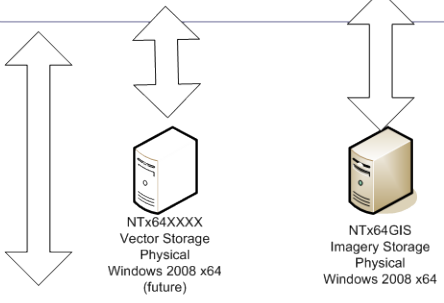 NTx64XXXX
Vector Storage
Physical
Windows 2008 x64
(future)
NTx64GIS
Imagery Storage
Physical
Windows 2008 x64